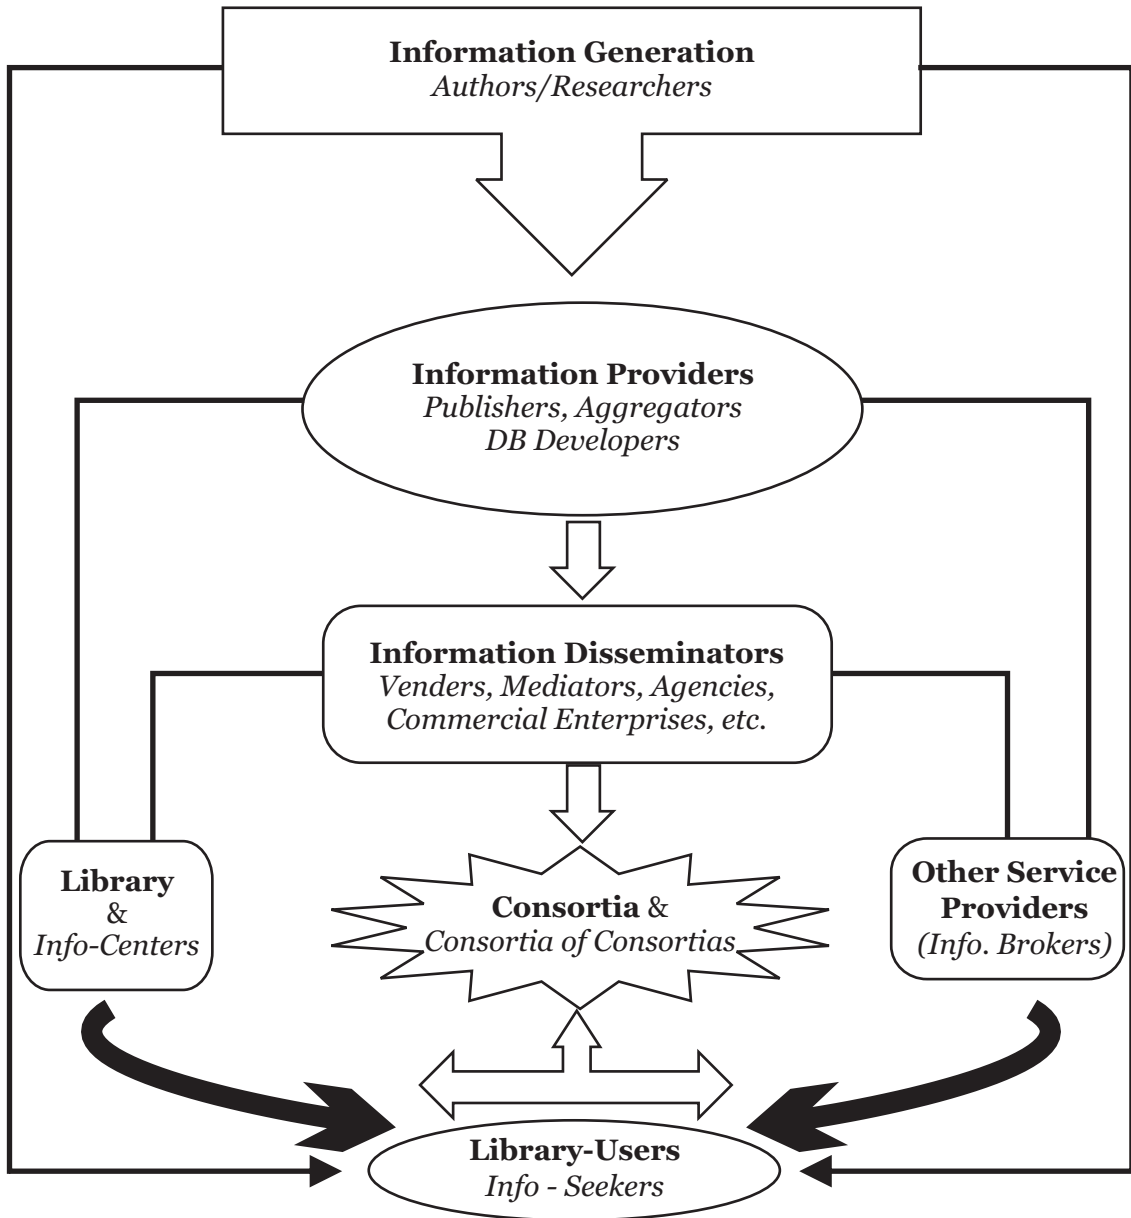 Information Generation
Authors/Researchers
Information Providers
Publishers, Aggregators
DB Developers
Information Disseminators
Venders, Mediators, Agencies,
Commercial Enterprises, etc.
Library
&
Info-Centers
Consortia &
Consortia of Consortias
Other Service
Providers
(Info. Brokers)
Library-Users
Info - Seekers